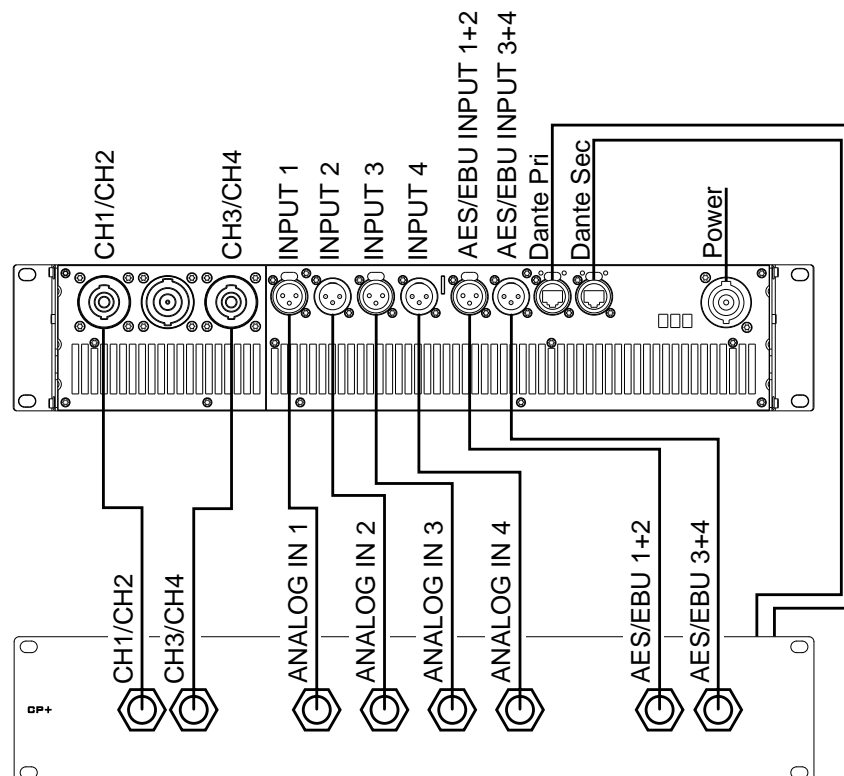 CH1/CH2
CH3/CH4
INPUT 1
INPUT 2
INPUT 3
INPUT 4
AES/EBU INPUT 1+2
AES/EBU INPUT 3+4
Dante Pri
Dante Sec
Power
CH1/CH2
CH3/CH4
ANALOG IN 1
ANALOG IN 2
ANALOG IN 3
ANALOG IN 4
AES/EBU 1+2
AES/EBU 3+4
CP+